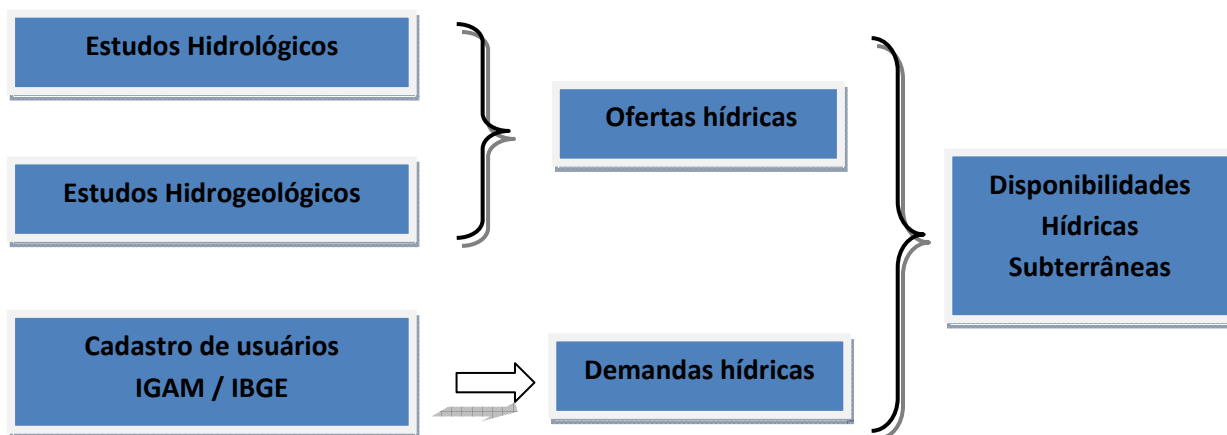 Estudos Hidrológicos
Estudos Hidrogeológicos
Cadastro de usuários
IGAM / IBGE
Ofertas hídricas
Demandas hídricas
Disponibilidades
Hídricas
Subterrâneas